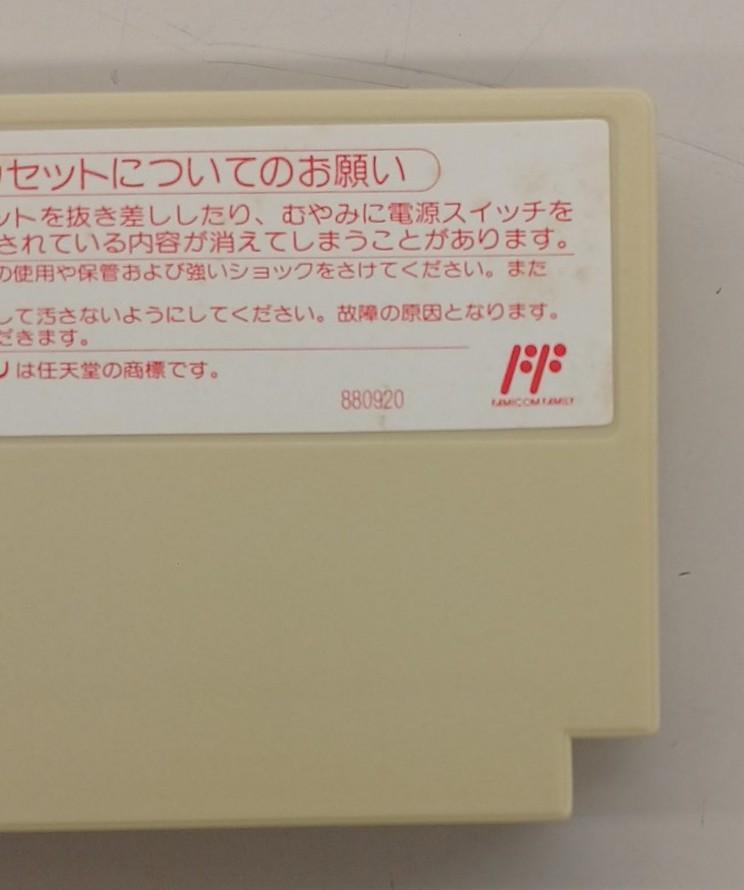 セットについてのお願い
ットを抜き差ししたり、むやみに電源スイッチを
されている内容が消えてしまうことがあります。
の使用や保管および強いショックをさけてください。また
して汚さないようにしてください。故障の原因となります。
だきます。
は任天堂の商標です。
880920
FAMICOM FAMILY